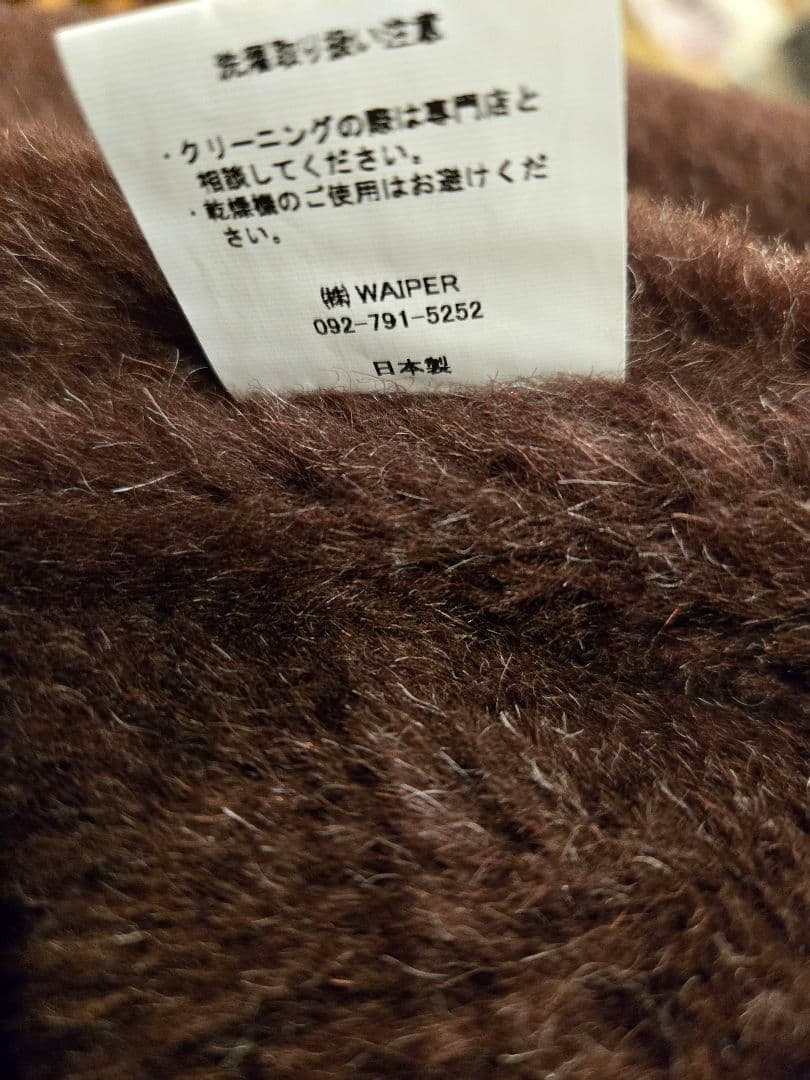 洗濯取り扱い注意
・クリーニングの際は専門店と
相談してください。
・乾燥機のご使用はお避けくだ
さい。
㈱ WAIPER
092-791-5252
日本製